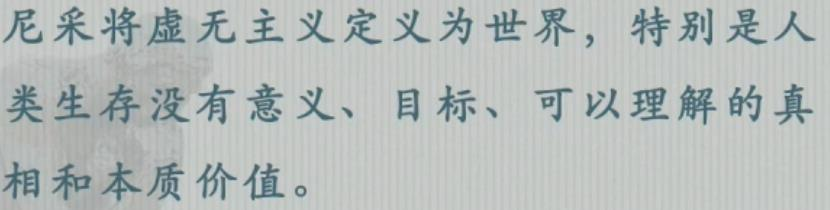 尼采将虚无主义定义为世界，特别是人
类生存没有意义、目标、可以理解的真
相和本质价值。